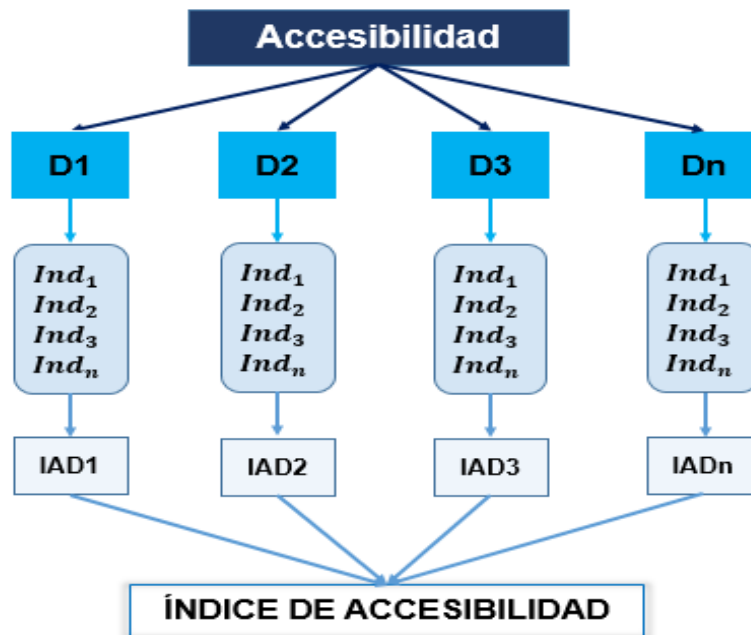 Accesibilidad
D1
D2
D3
Dn
Ind₁
Ind₂
Ind₃
Indₙ
Ind₁
Ind₂
Ind₃
Indₙ
Ind₁
Ind₂
Ind₃
Indₙ
Ind₁
Ind₂
Ind₃
Indₙ
IAD1
IAD2
IAD3
IADn
ÍNDICE DE ACCESIBILIDAD